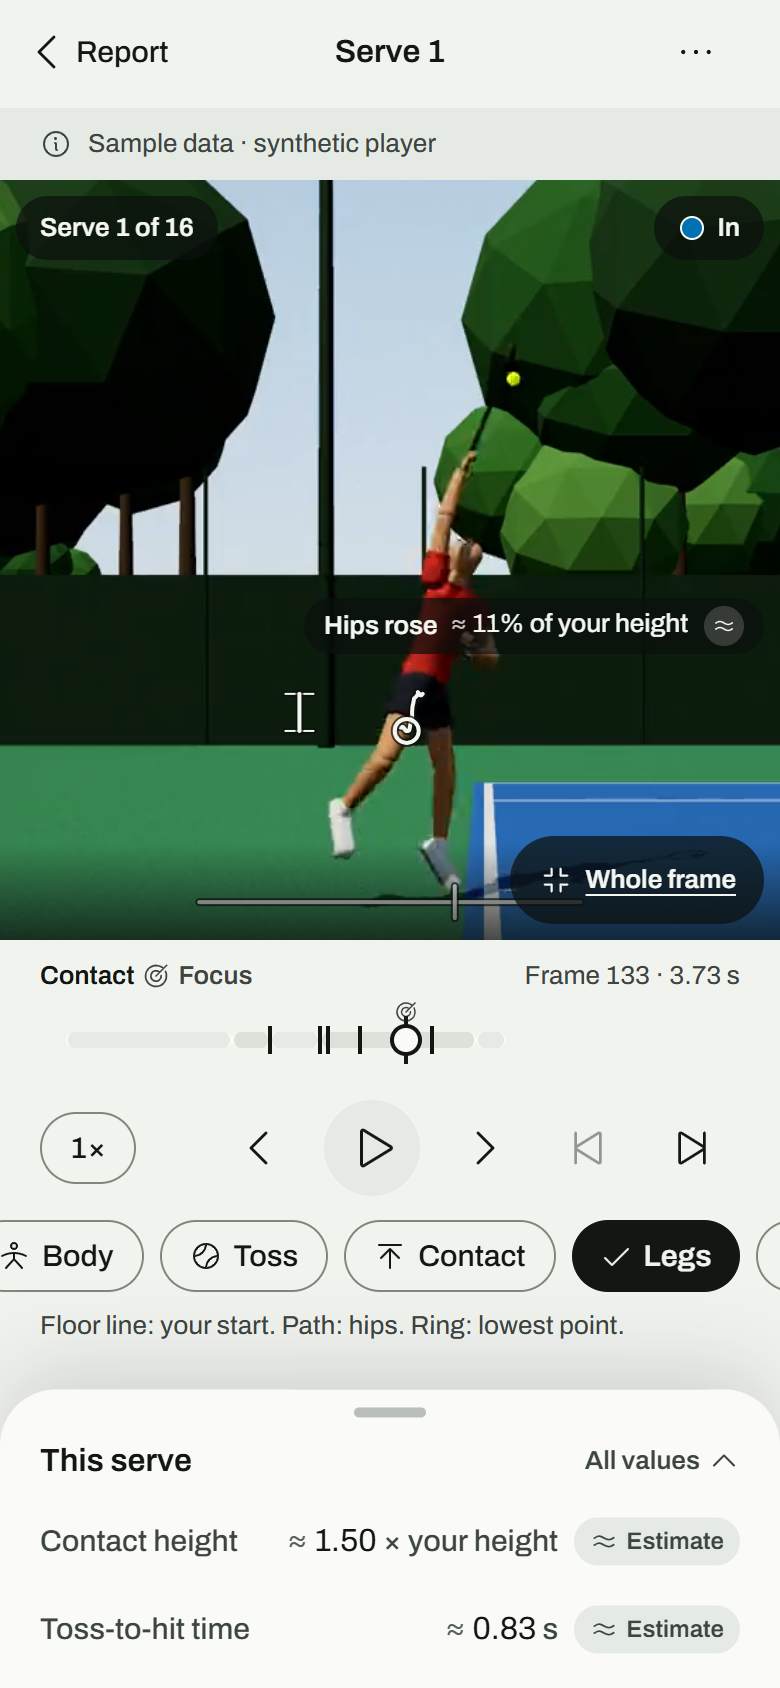 Report
Serve 1
Sample data · synthetic player
Serve 1 of 16
In
Hips rose ≈ 11% of your height
Whole frame
Contact Focus
Frame 133 · 3.73 s
1×
Body
Toss
Contact
Legs
Floor line: your start. Path: hips. Ring: lowest point.
This serve
All values
Contact height ≈ 1.50 × your height Estimate
Toss-to-hit time ≈ 0.83 s Estimate